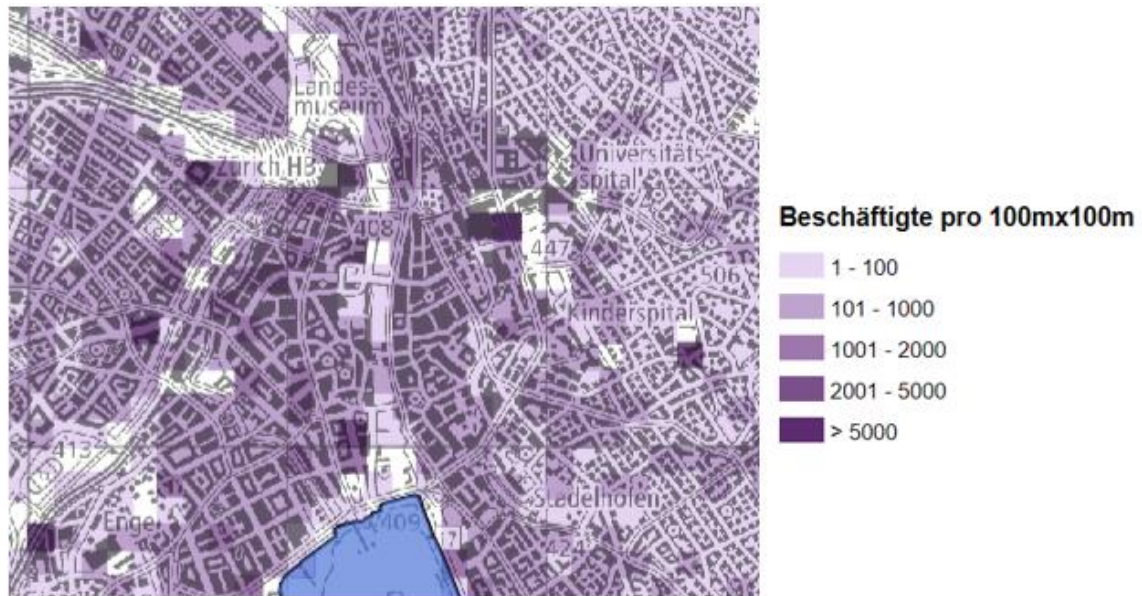 Landes-
museum
Zürich HB
Universitäts-
spital
408
447
506
Kinderspital
413
Stadelhofen
Enge
409
Beschäftigte pro 100mx100m
1 - 100
101 - 1000
1001 - 2000
2001 - 5000
> 5000